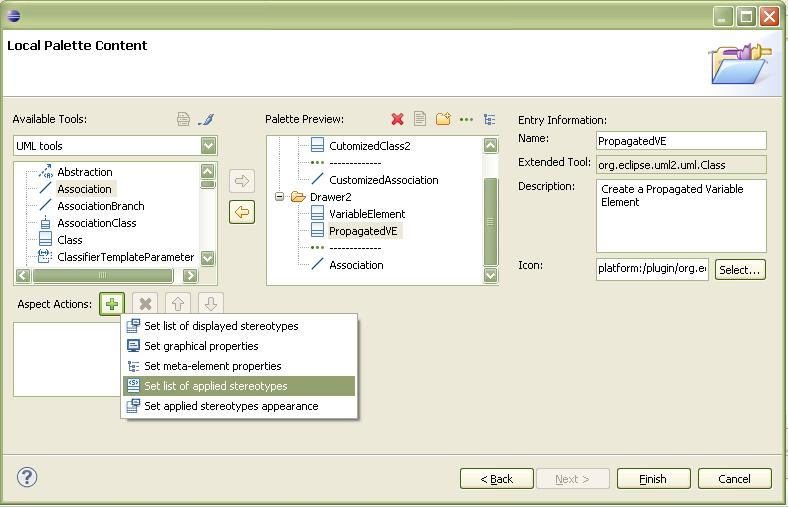 Local Palette Content
Available Tools:
Palette Preview:
Entry Information:
UML tools
Abstraction
Association
AssociationBranch
AssociationClass
Class
ClassifierTemplateParameter
CutomizedClass2
-------------
CustomizedAssociation
Drawer2
VariableElement
PropagatedVE
-------------
Association
Name:
PropagatedVE
Extended Tool:
org.eclipse.uml2.uml.Class
Description:
Create a Propagated Variable
Element
Icon:
platform:/plugin/org.e
Select...
Aspect Actions:
Set list of displayed stereotypes
Set graphical properties
Set meta-element properties
Set list of applied stereotypes
Set applied stereotypes appearance
< Back
Next >
Finish
Cancel